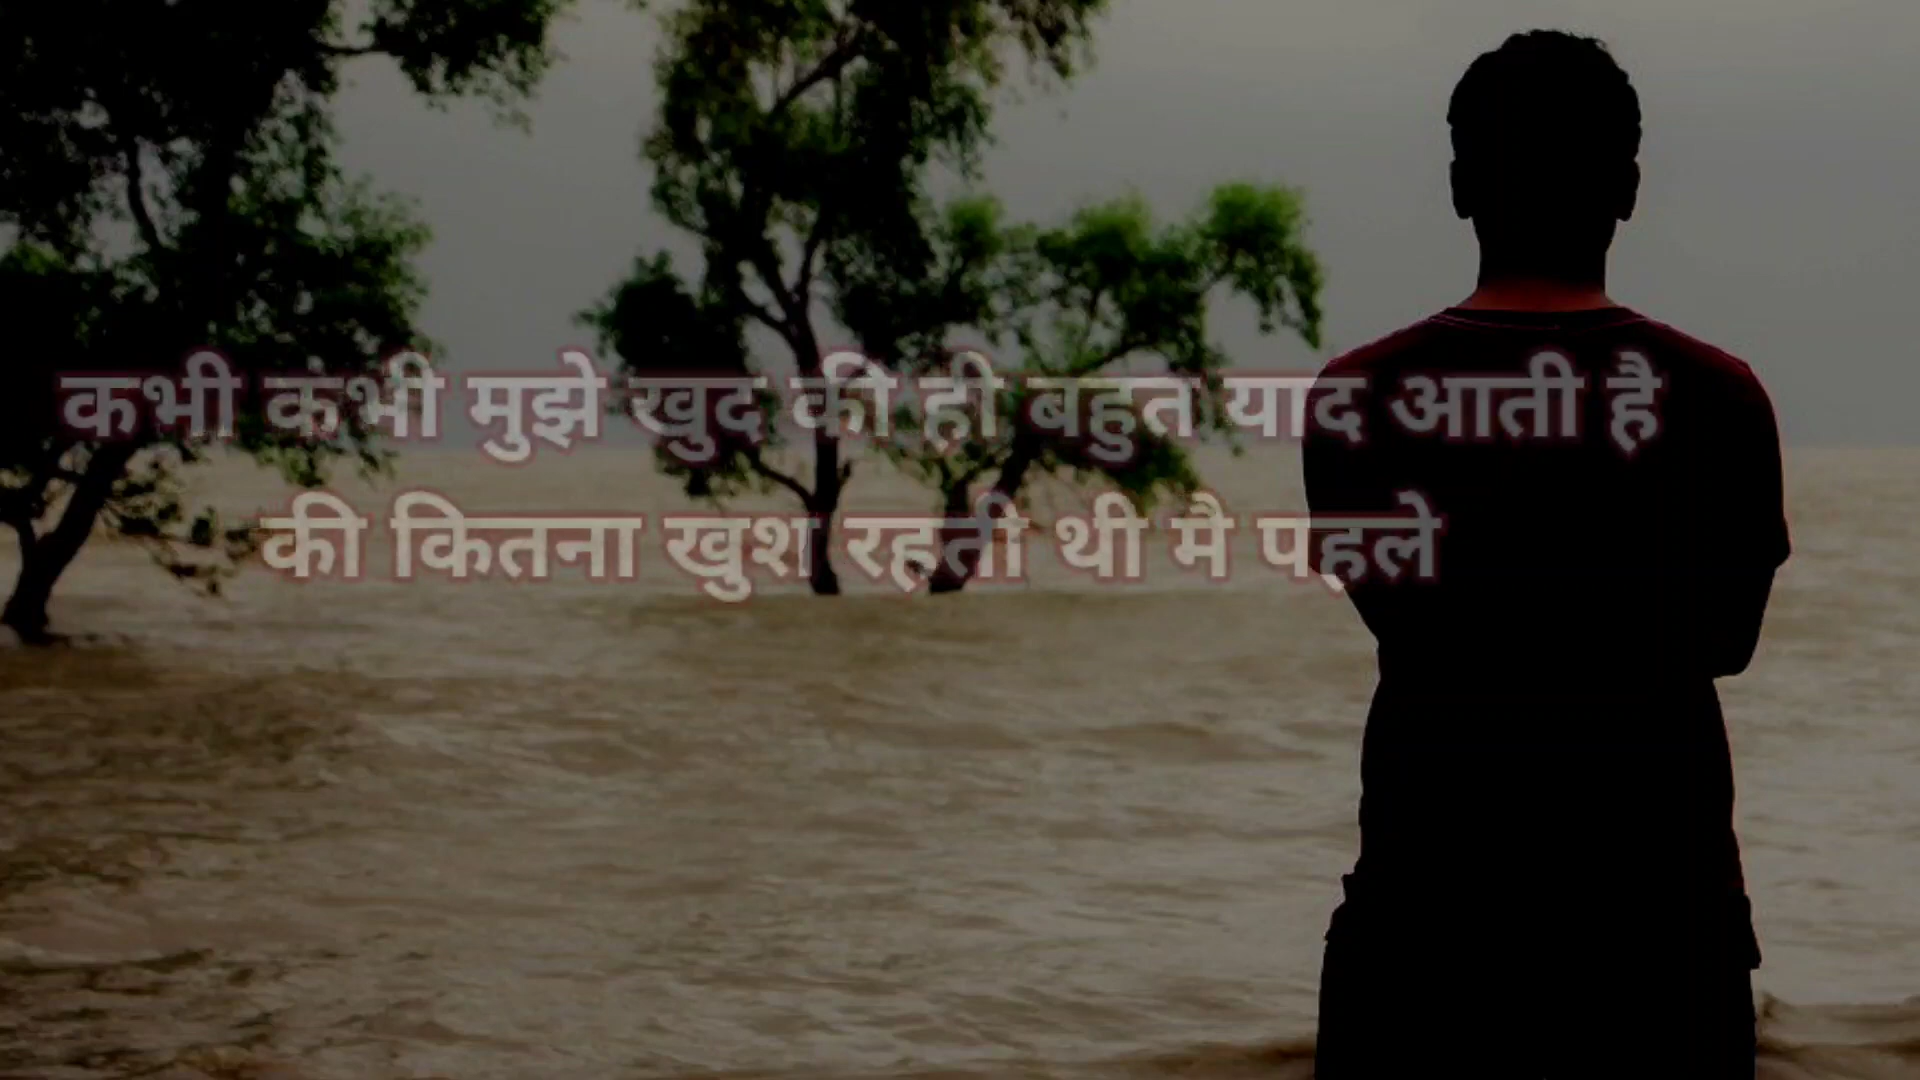 कभी कभी मुझे खुद की ही बहुत याद आती है
की कितना खुश रहती थी मै पहले